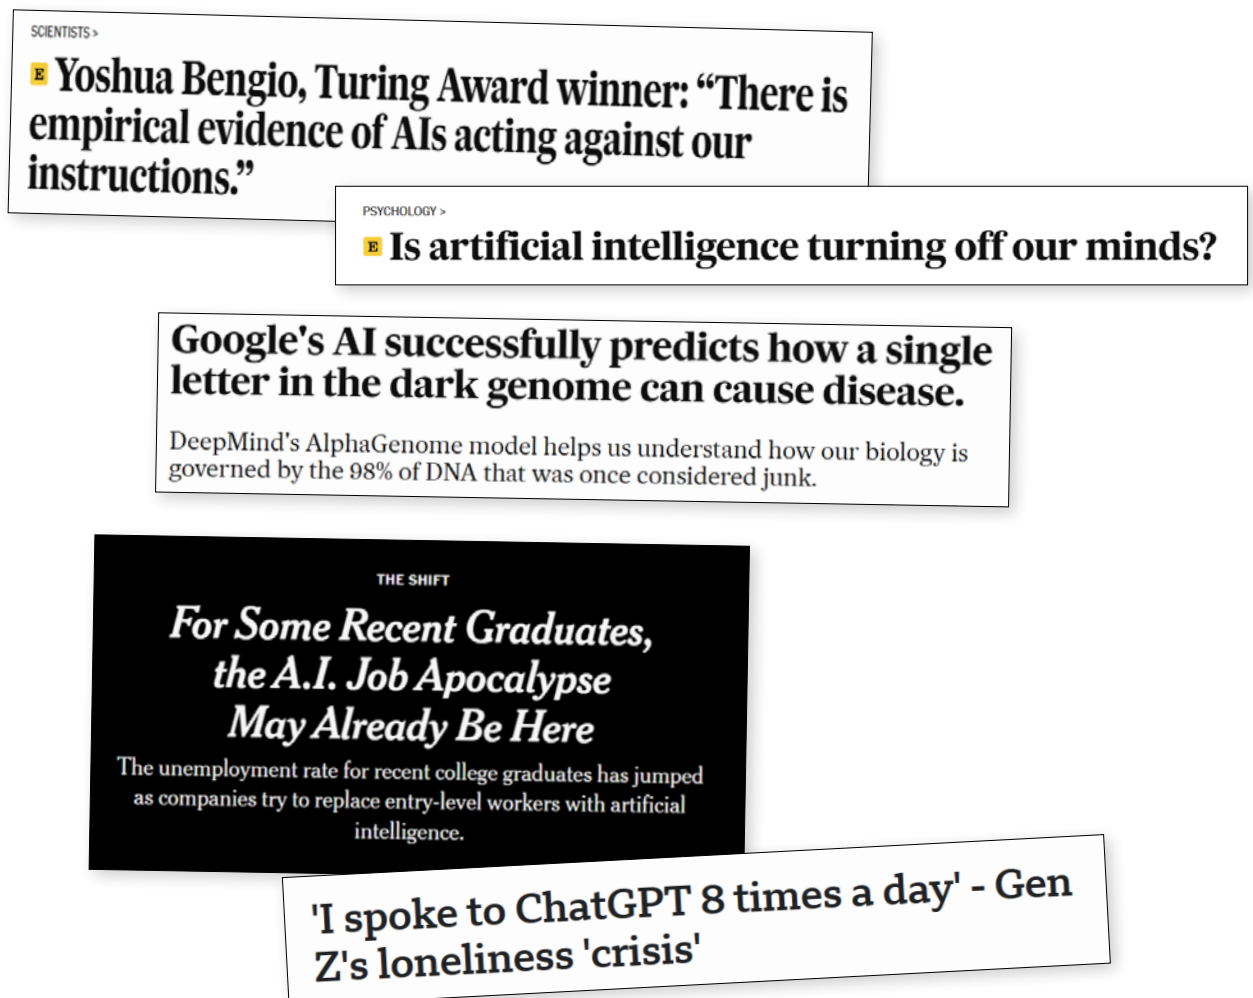 SCIENTISTS >
E Yoshua Bengio, Turing Award winner: “There is
empirical evidence of AIs acting against our
instructions.”
PSYCHOLOGY >
E Is artificial intelligence turning off our minds?
Google's AI successfully predicts how a single
letter in the dark genome can cause disease.
DeepMind's AlphaGenome model helps us understand how our biology is
governed by the 98% of DNA that was once considered junk.
THE SHIFT
For Some Recent Graduates,
the A.I. Job Apocalypse
May Already Be Here
The unemployment rate for recent college graduates has jumped
as companies try to replace entry-level workers with artificial
intelligence.
'I spoke to ChatGPT 8 times a day' - Gen
Z's loneliness 'crisis'